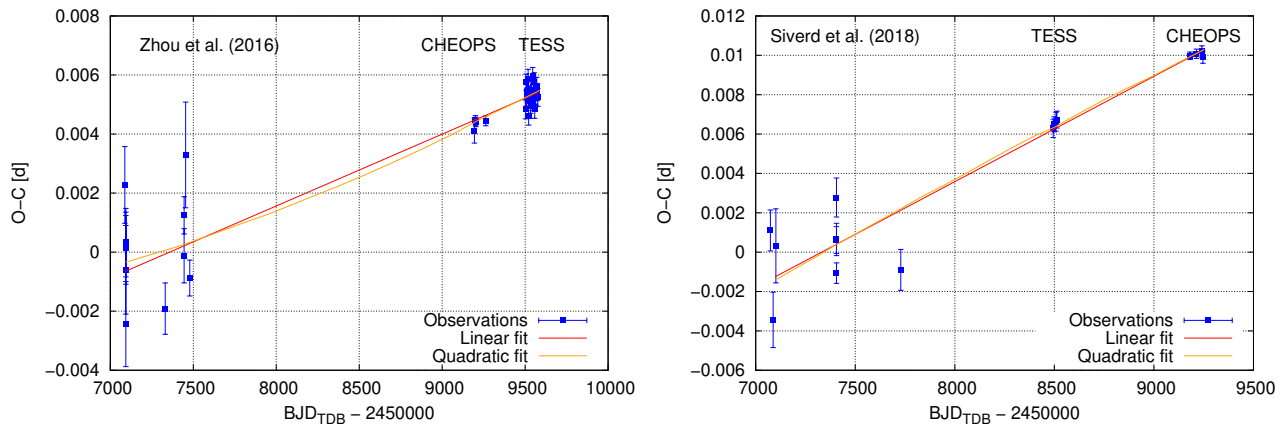 Zhou et al. (2016)
CHEOPS
TESS
O−C [d]
0.008
0.006
0.004
0.002
0
−0.002
−0.004
Observations
Linear fit
Quadratic fit
7000 7500 8000 8500 9000 9500 10000
BJD_TDB − 2450000
Siverd et al. (2018)
TESS
CHEOPS
O−C [d]
0.012
0.01
0.008
0.006
0.004
0.002
0
−0.002
−0.004
−0.006
Observations
Linear fit
Quadratic fit
7000 7500 8000 8500 9000 9500
BJD_TDB − 2450000